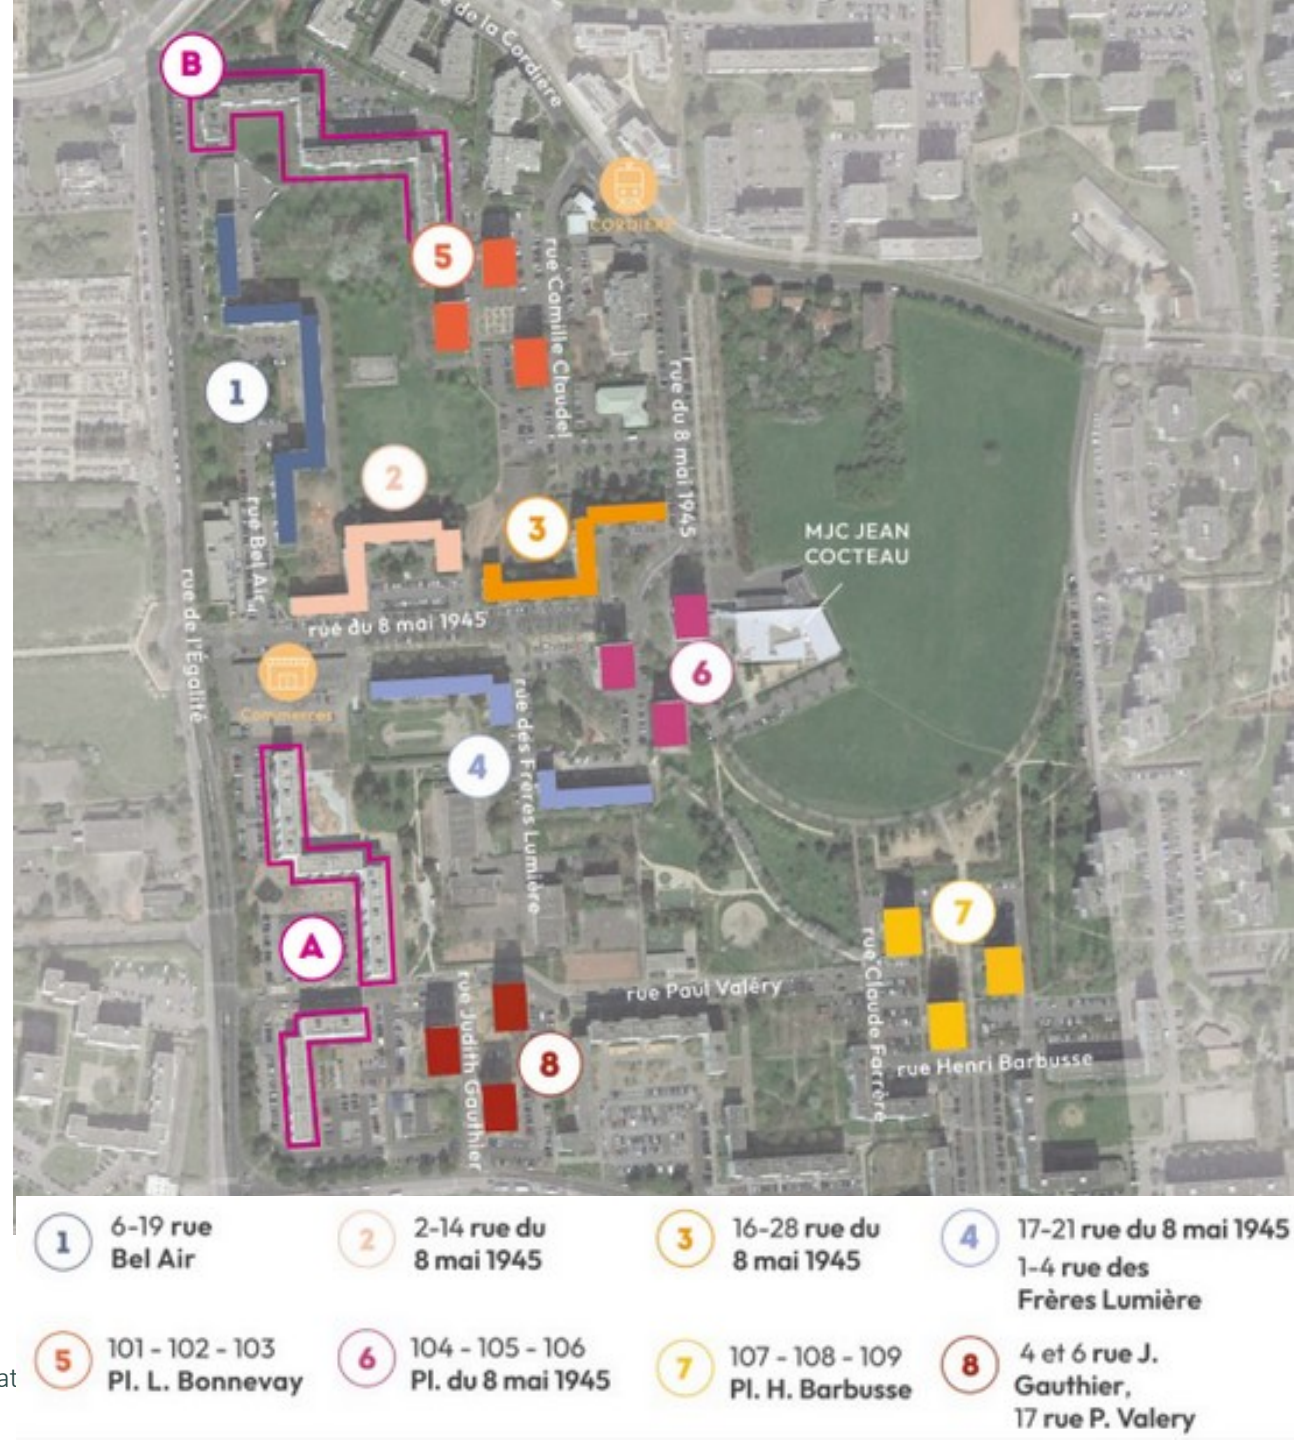 rue de la Cordière
B
CORDIÈRE
5
rue Camille Claudel
1
rue du 8 mai 1945
2
3
MJC JEAN
COCTEAU
rue Bel Air
rue de l'Égalité
rue du 8 mai 1945
6
Commerces
rue des Frères Lumière
4
7
A
rue Claude Farrère
rue Judith Gauthier
rue Paul Valéry
8
rue Henri Barbusse
1 6-19 rue
Bel Air
2 2-14 rue du
8 mai 1945
3 16-28 rue du
8 mai 1945
4 17-21 rue du 8 mai 1945
1-4 rue des
Frères Lumière
5 101 - 102 - 103
Pl. L. Bonnevay
6 104 - 105 - 106
Pl. du 8 mai 1945
7 107 - 108 - 109
Pl. H. Barbusse
8 4 et 6 rue J.
Gauthier,
17 rue P. Valery
at